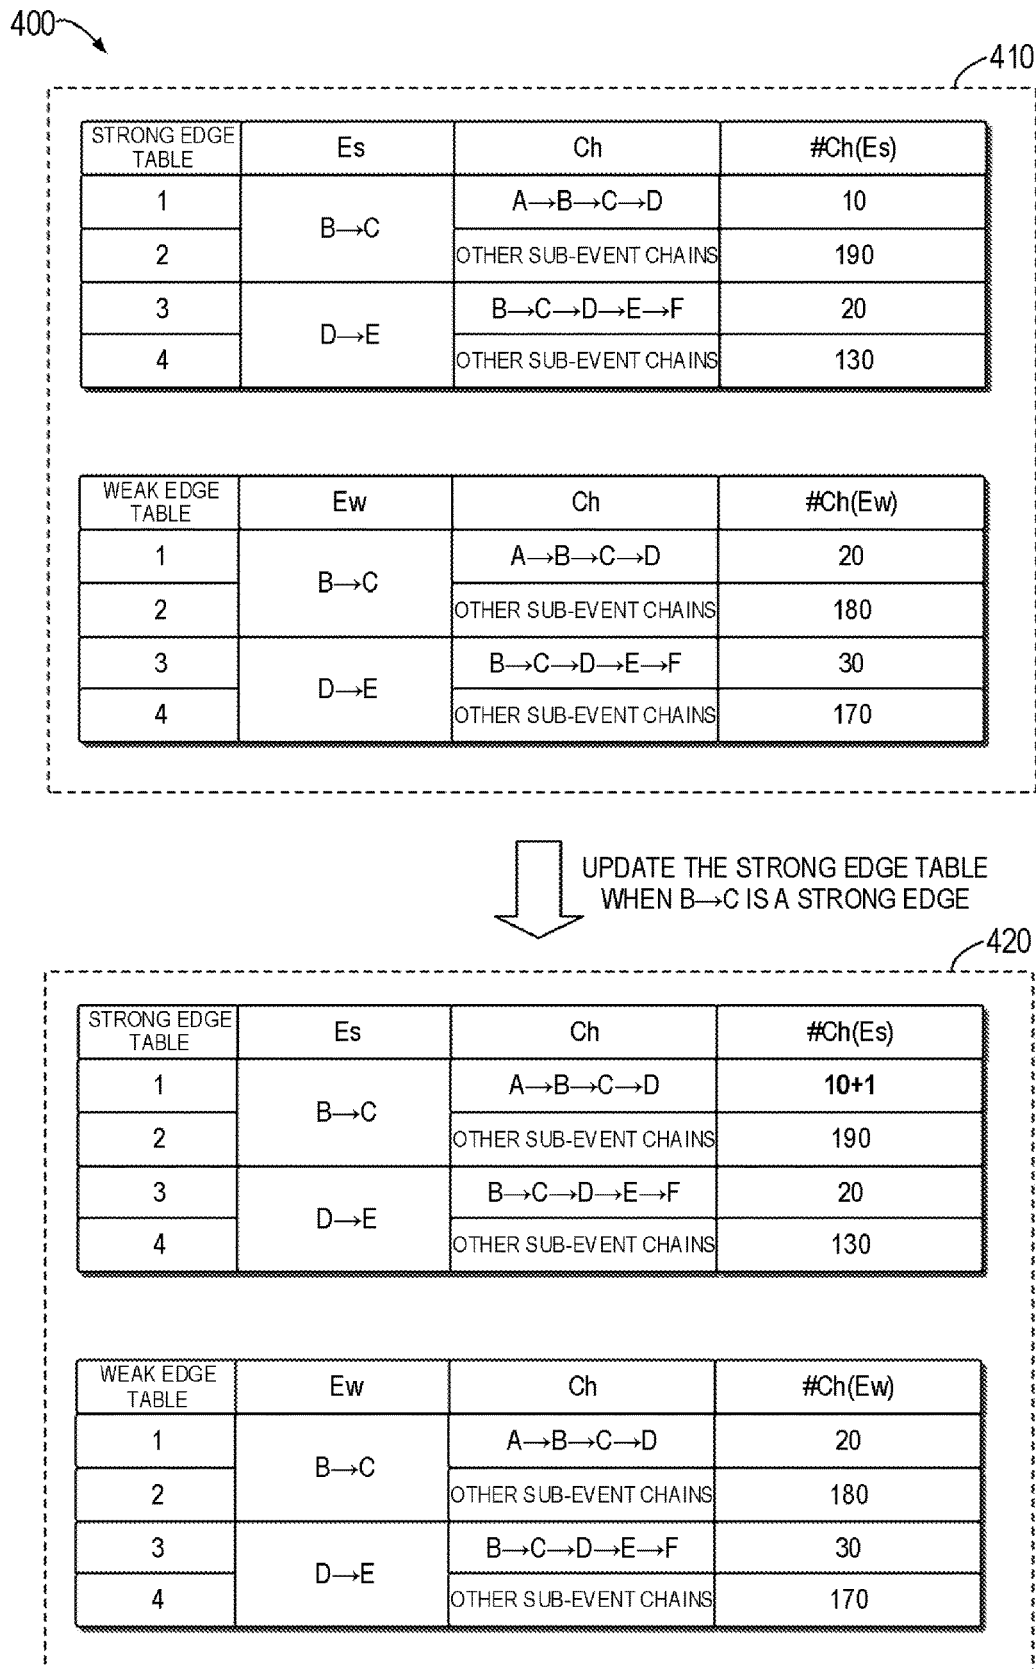 400
410
STRONG EDGE TABLE Es Ch #Ch(Es)
1 B→C A→B→C→D 10
2 OTHER SUB-EVENT CHAINS 190
3 D→E B→C→D→E→F 20
4 OTHER SUB-EVENT CHAINS 130
WEAK EDGE TABLE Ew Ch #Ch(Ew)
1 B→C A→B→C→D 20
2 OTHER SUB-EVENT CHAINS 180
3 D→E B→C→D→E→F 30
4 OTHER SUB-EVENT CHAINS 170
UPDATE THE STRONG EDGE TABLE
WHEN B→C IS A STRONG EDGE
420
STRONG EDGE TABLE Es Ch #Ch(Es)
1 B→C A→B→C→D 10+1
2 OTHER SUB-EVENT CHAINS 190
3 D→E B→C→D→E→F 20
4 OTHER SUB-EVENT CHAINS 130
WEAK EDGE TABLE Ew Ch #Ch(Ew)
1 B→C A→B→C→D 20
2 OTHER SUB-EVENT CHAINS 180
3 D→E B→C→D→E→F 30
4 OTHER SUB-EVENT CHAINS 170